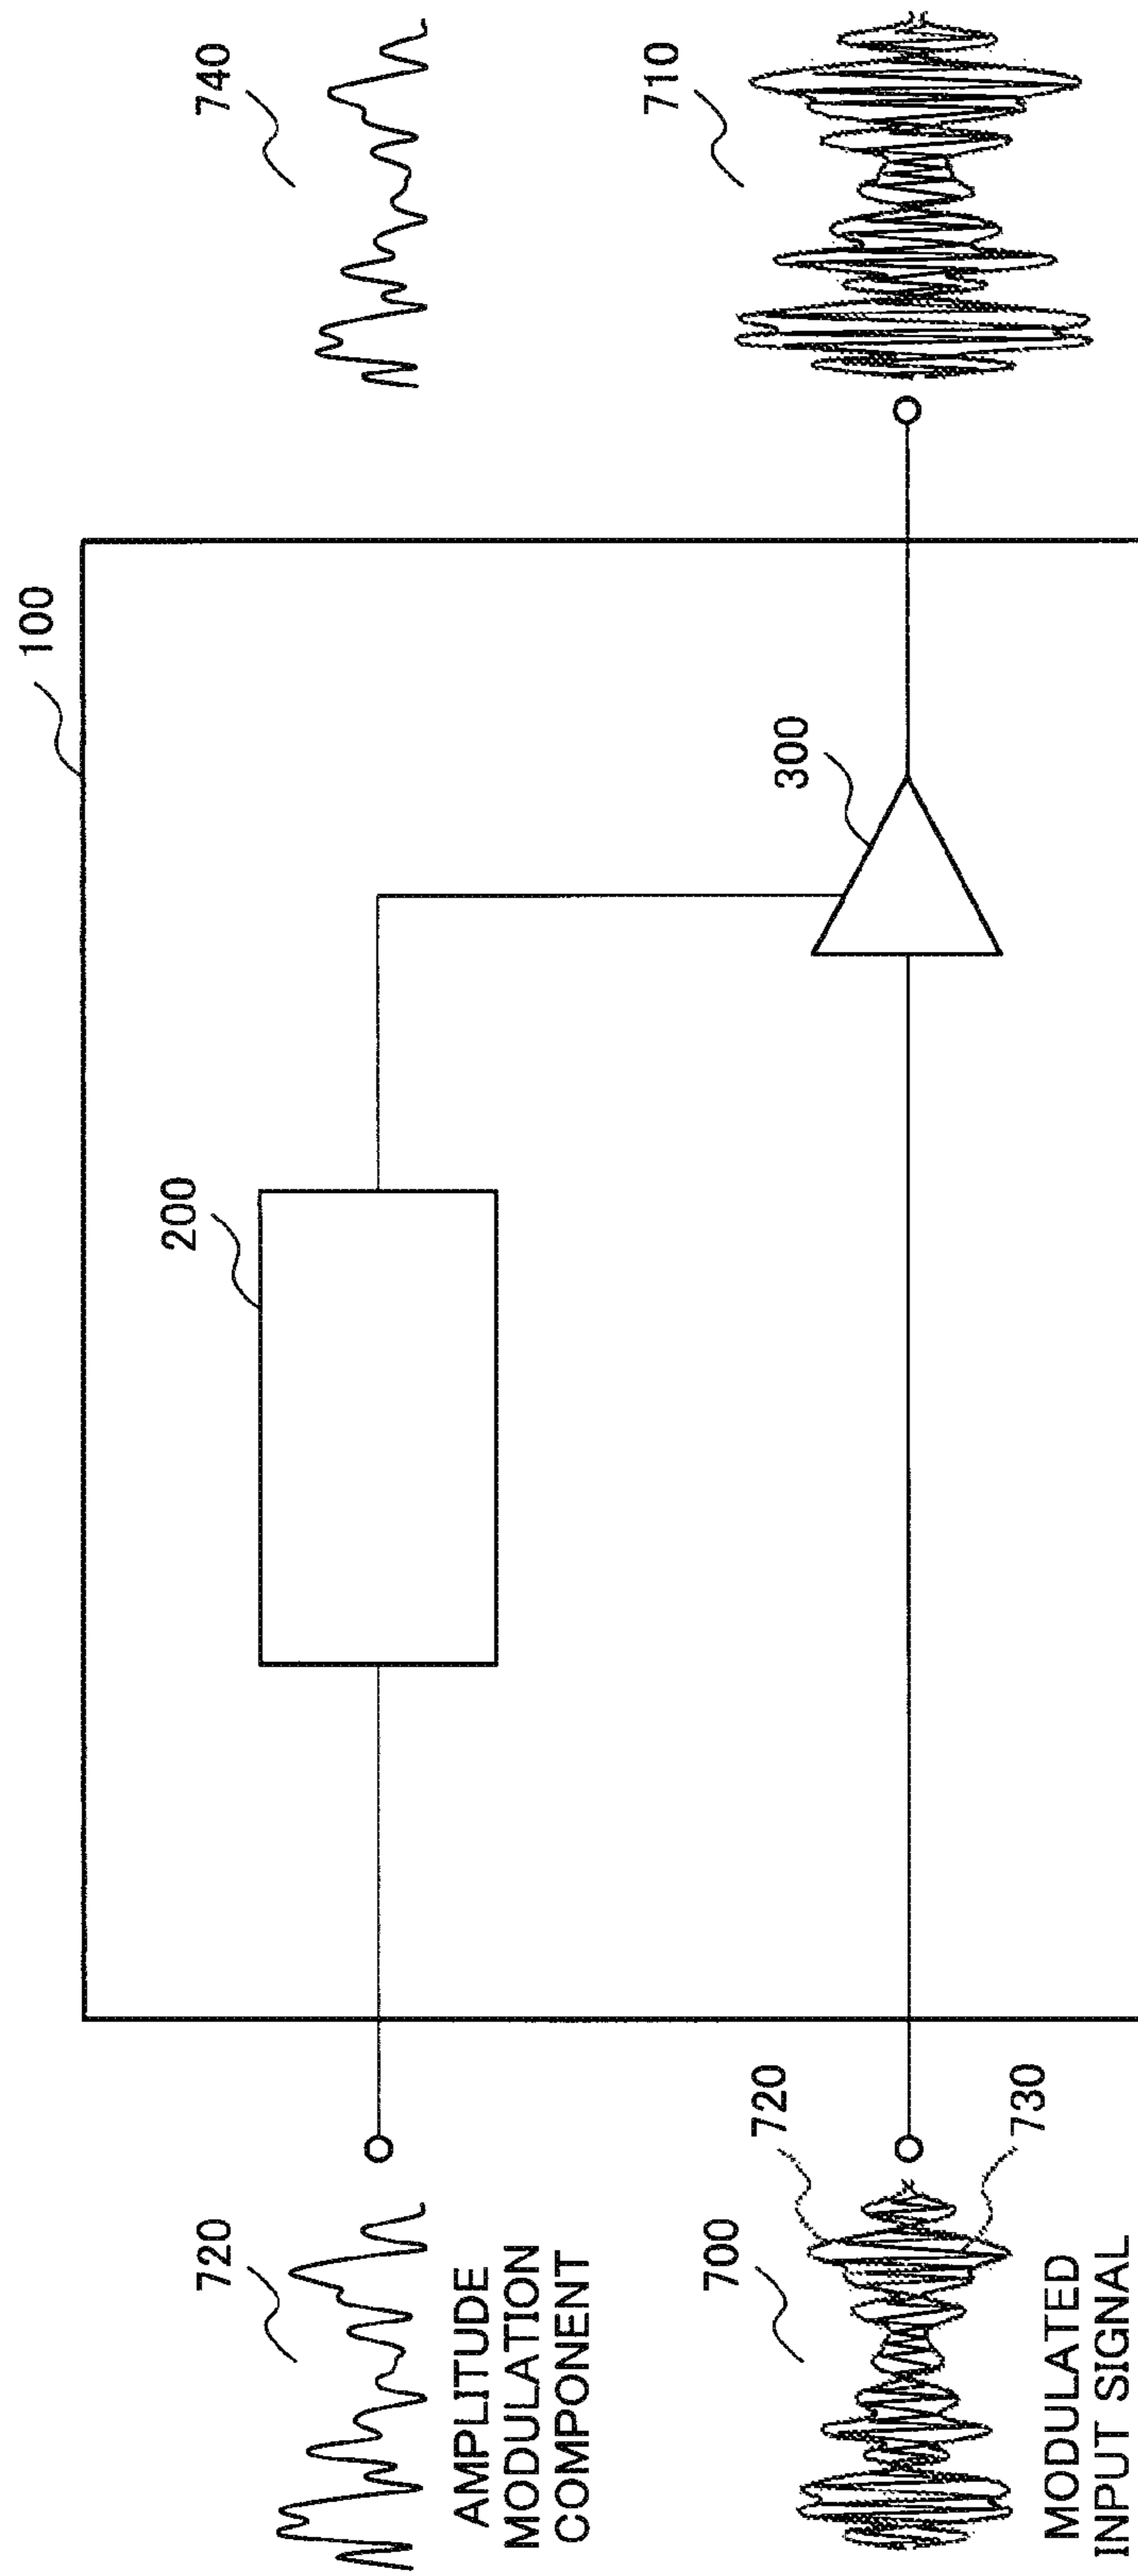 100
740
200
300
710
720
AMPLITUDE
MODULATION
COMPONENT
700
720
730
MODULATED
INPUT SIGNAL